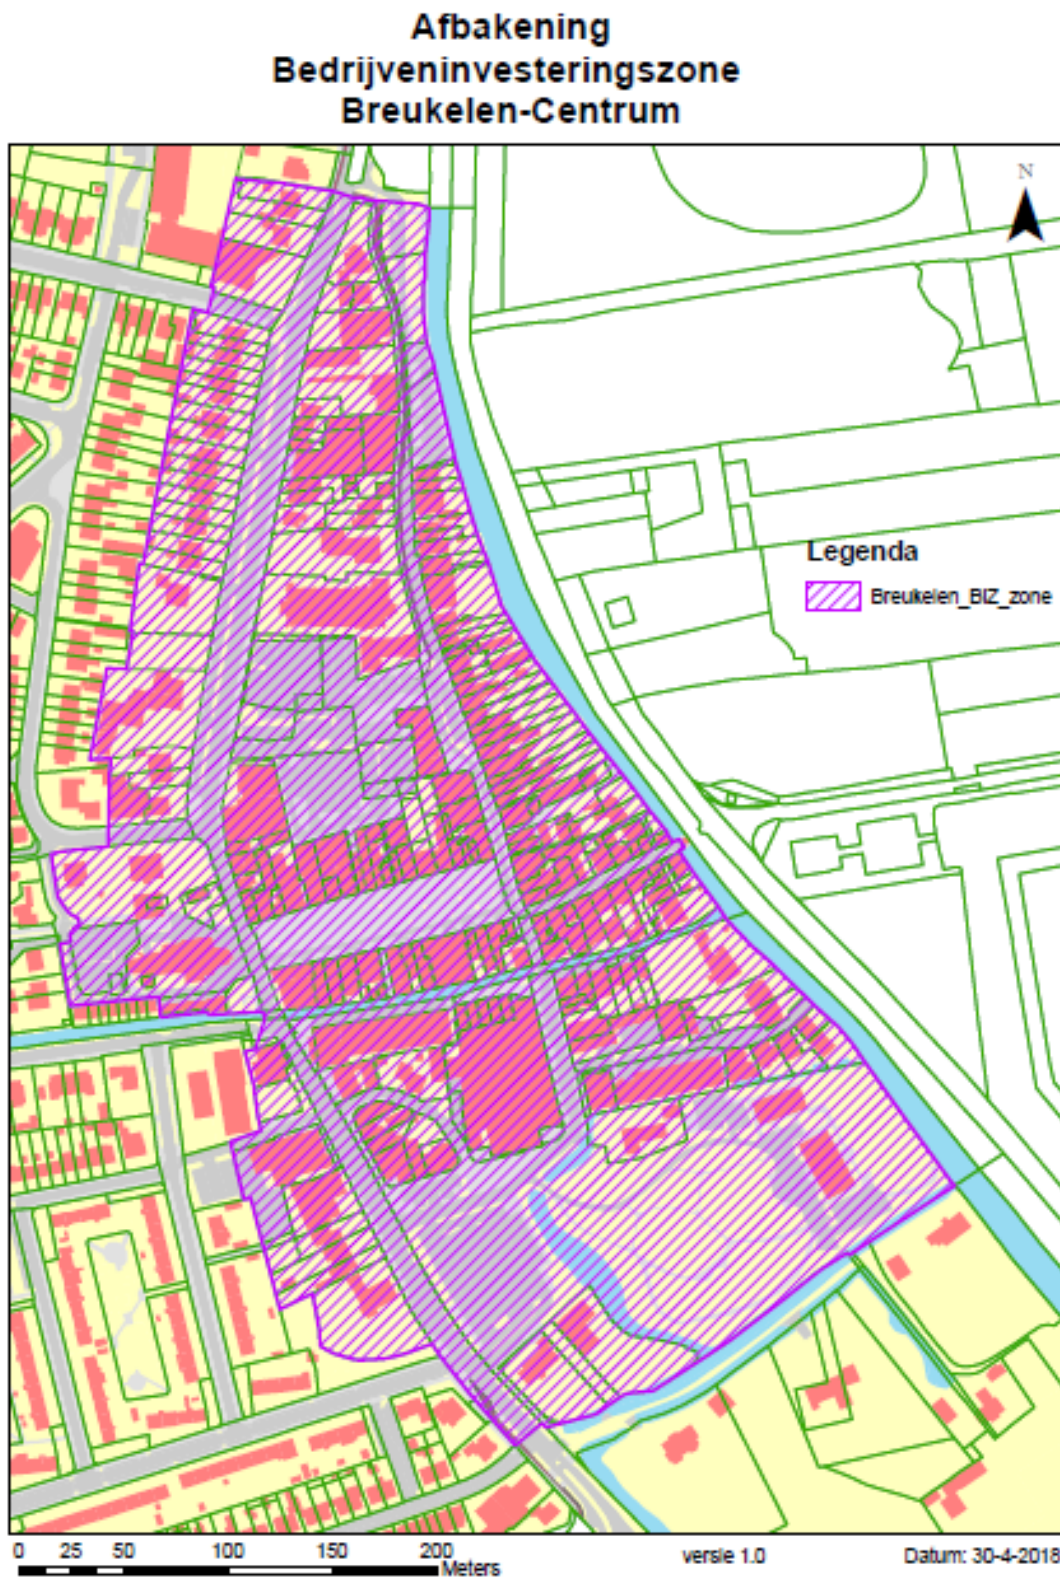 Afbakening
Bedrijveninvesteringszone
Breukelen-Centrum
N
Legenda
Breukelen_BIZ_zone
0 25 50 100 150 200
Meters
versie 1.0
Datum: 30-4-2018